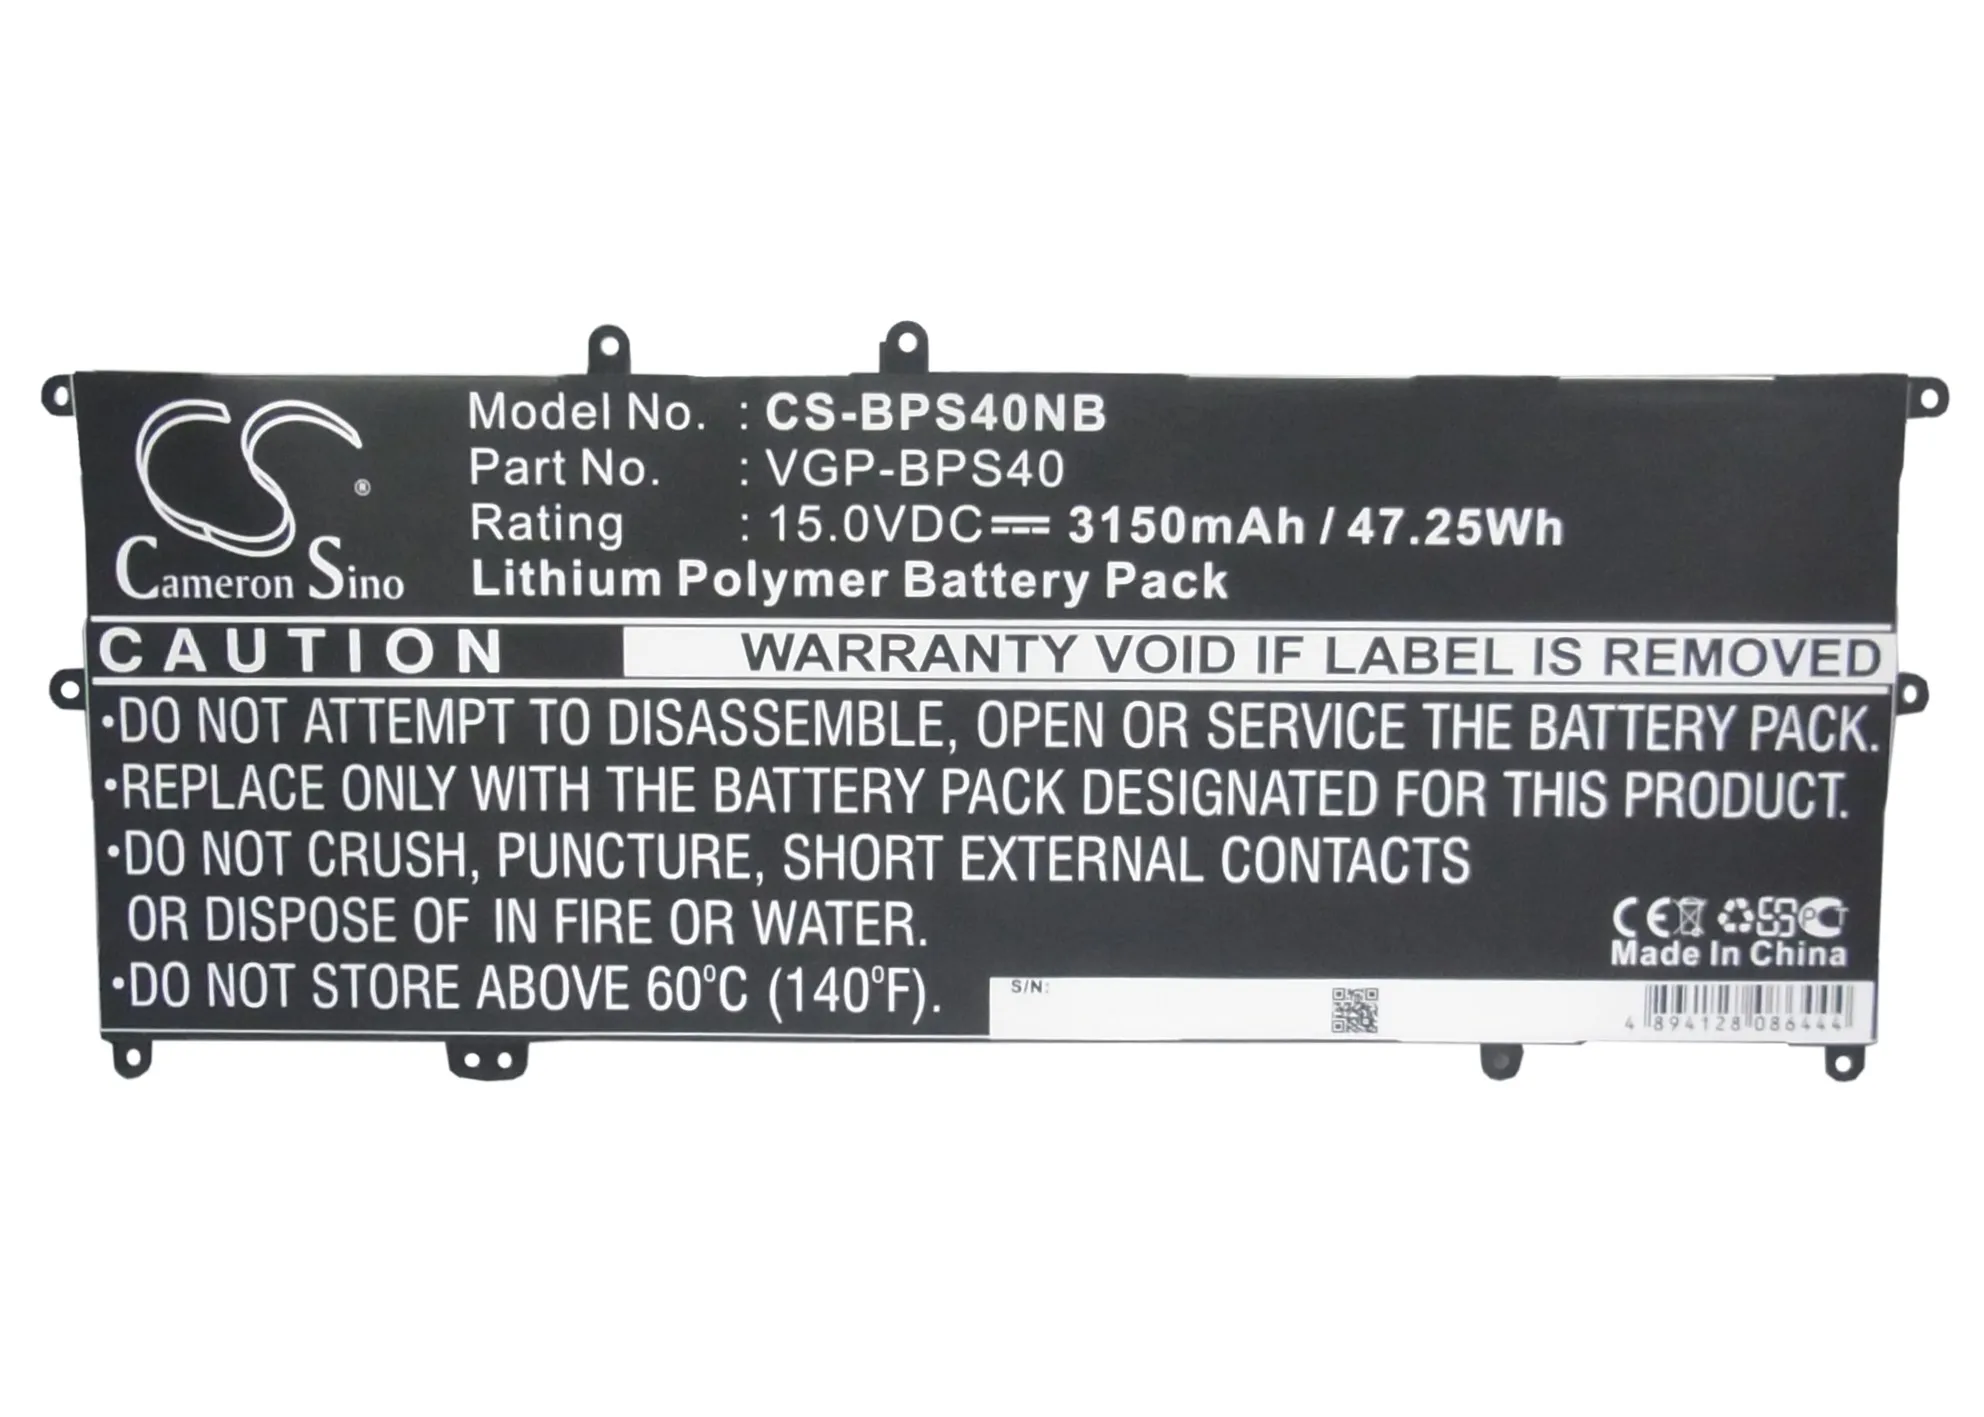 CS
®
Cameron Sino
Model No. : CS-BPS40NB
Part No. : VGP-BPS40
Rating : 15.0VDC 3150mAh / 47.25Wh
Lithium Polymer Battery Pack
CAUTION WARRANTY VOID IF LABEL IS REMOVED
•DO NOT ATTEMPT TO DISASSEMBLE, OPEN OR SERVICE THE BATTERY PACK.
•REPLACE ONLY WITH THE BATTERY PACK DESIGNATED FOR THIS PRODUCT.
•DO NOT CRUSH, PUNCTURE, SHORT EXTERNAL CONTACTS
OR DISPOSE OF IN FIRE OR WATER.
•DO NOT STORE ABOVE 60°C (140°F).
CE PCT
Made In China
S/N:
4 894128 086444